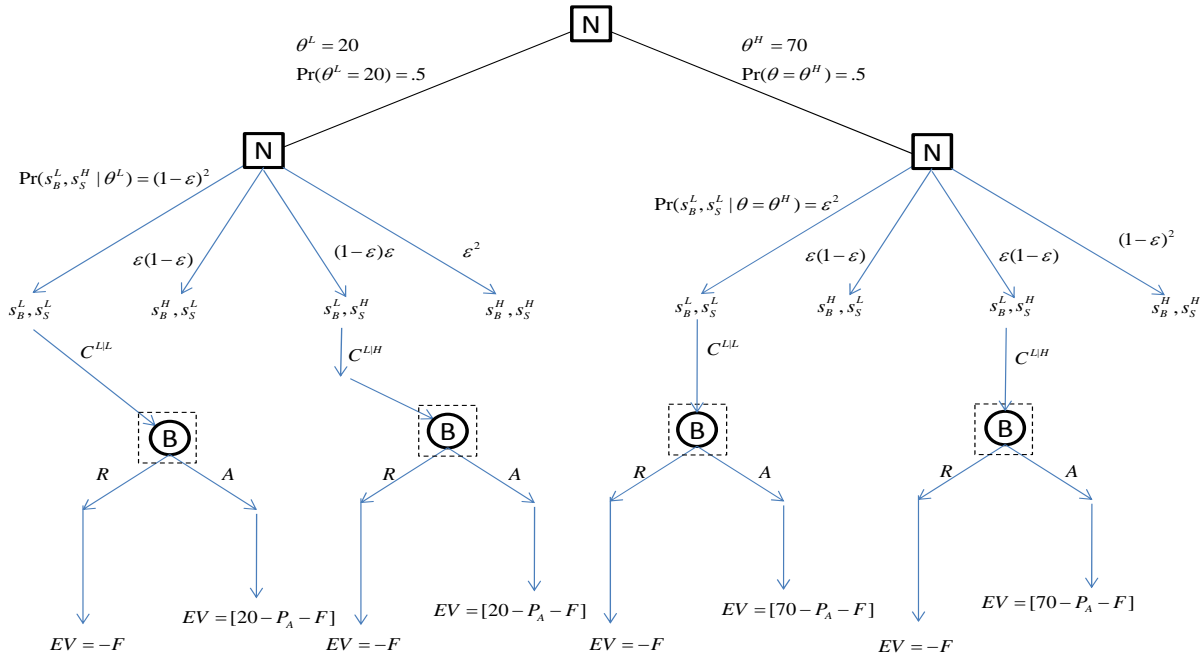 N
θ^L = 20
θ^H = 70
Pr(θ^L = 20) = .5
Pr(θ = θ^H) = .5
N
N
Pr(s_B^L, s_S^H | θ^L) = (1−ε)^2
Pr(s_B^L, s_S^L | θ = θ^H) = ε^2
ε(1−ε)
(1−ε)ε
ε^2
ε(1−ε)
ε(1−ε)
(1−ε)^2
s_B^L, s_S^L
s_B^H, s_S^L
s_B^L, s_S^H
s_B^H, s_S^H
s_B^L, s_S^L
s_B^H, s_S^L
s_B^L, s_S^H
s_B^H, s_S^H
C^{L|L}
C^{L|H}
C^{L|L}
C^{L|H}
B
B
B
B
R
A
R
A
R
A
R
A
EV = [20 − P_A − F]
EV = [20 − P_A − F]
EV = [70 − P_A − F]
EV = [70 − P_A − F]
EV = −F
EV = −F
EV = −F
EV = −F